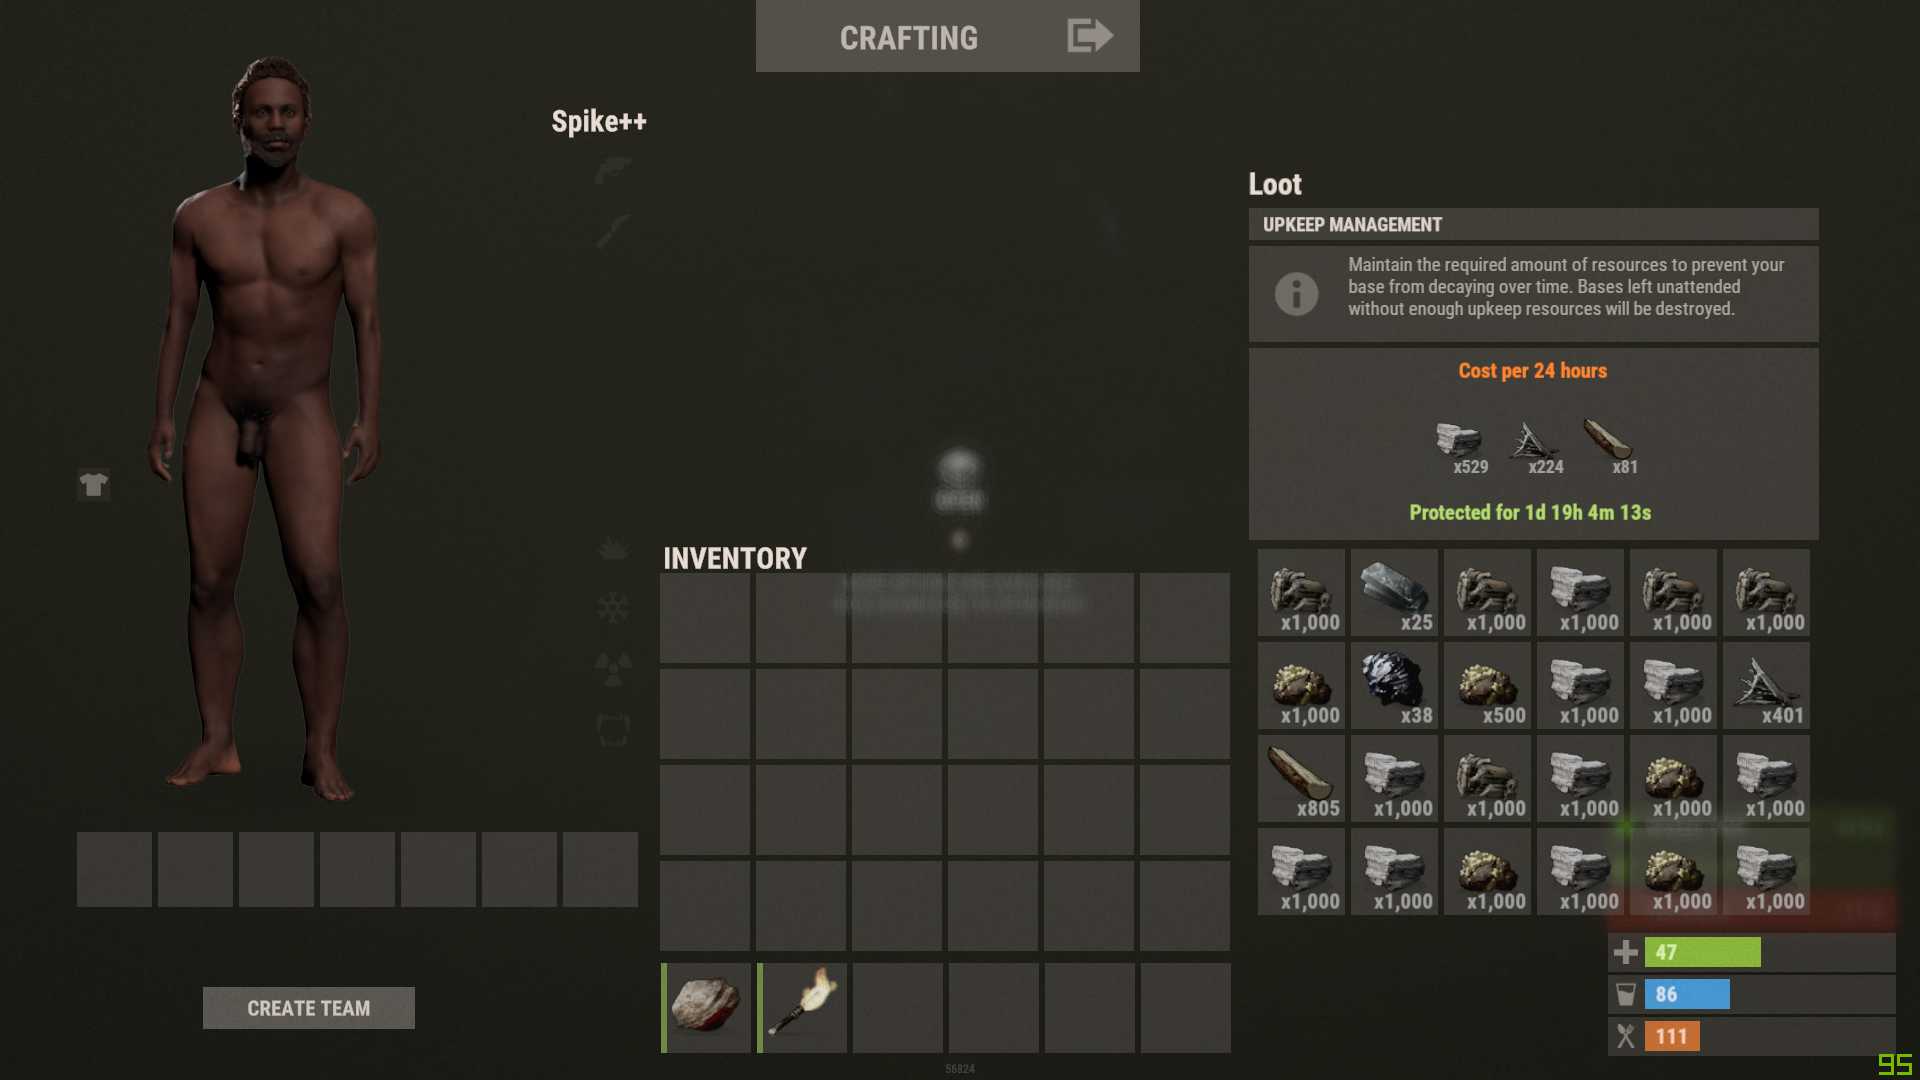 CRAFTING
Spike++
Loot
UPKEEP MANAGEMENT
Maintain the required amount of resources to prevent your
base from decaying over time. Bases left unattended
without enough upkeep resources will be destroyed.
Cost per 24 hours
x529 x224 x81
Protected for 1d 19h 4m 13s
OPEN
INVENTORY
x1,000 x25 x1,000 x1,000 x1,000 x1,000
x1,000 x38 x500 x1,000 x1,000 x401
x805 x1,000 x1,000 x1,000 x1,000 x1,000
x1,000 x1,000 x1,000 x1,000 x1,000 x1,000
47
86
111
CREATE TEAM
56824
95